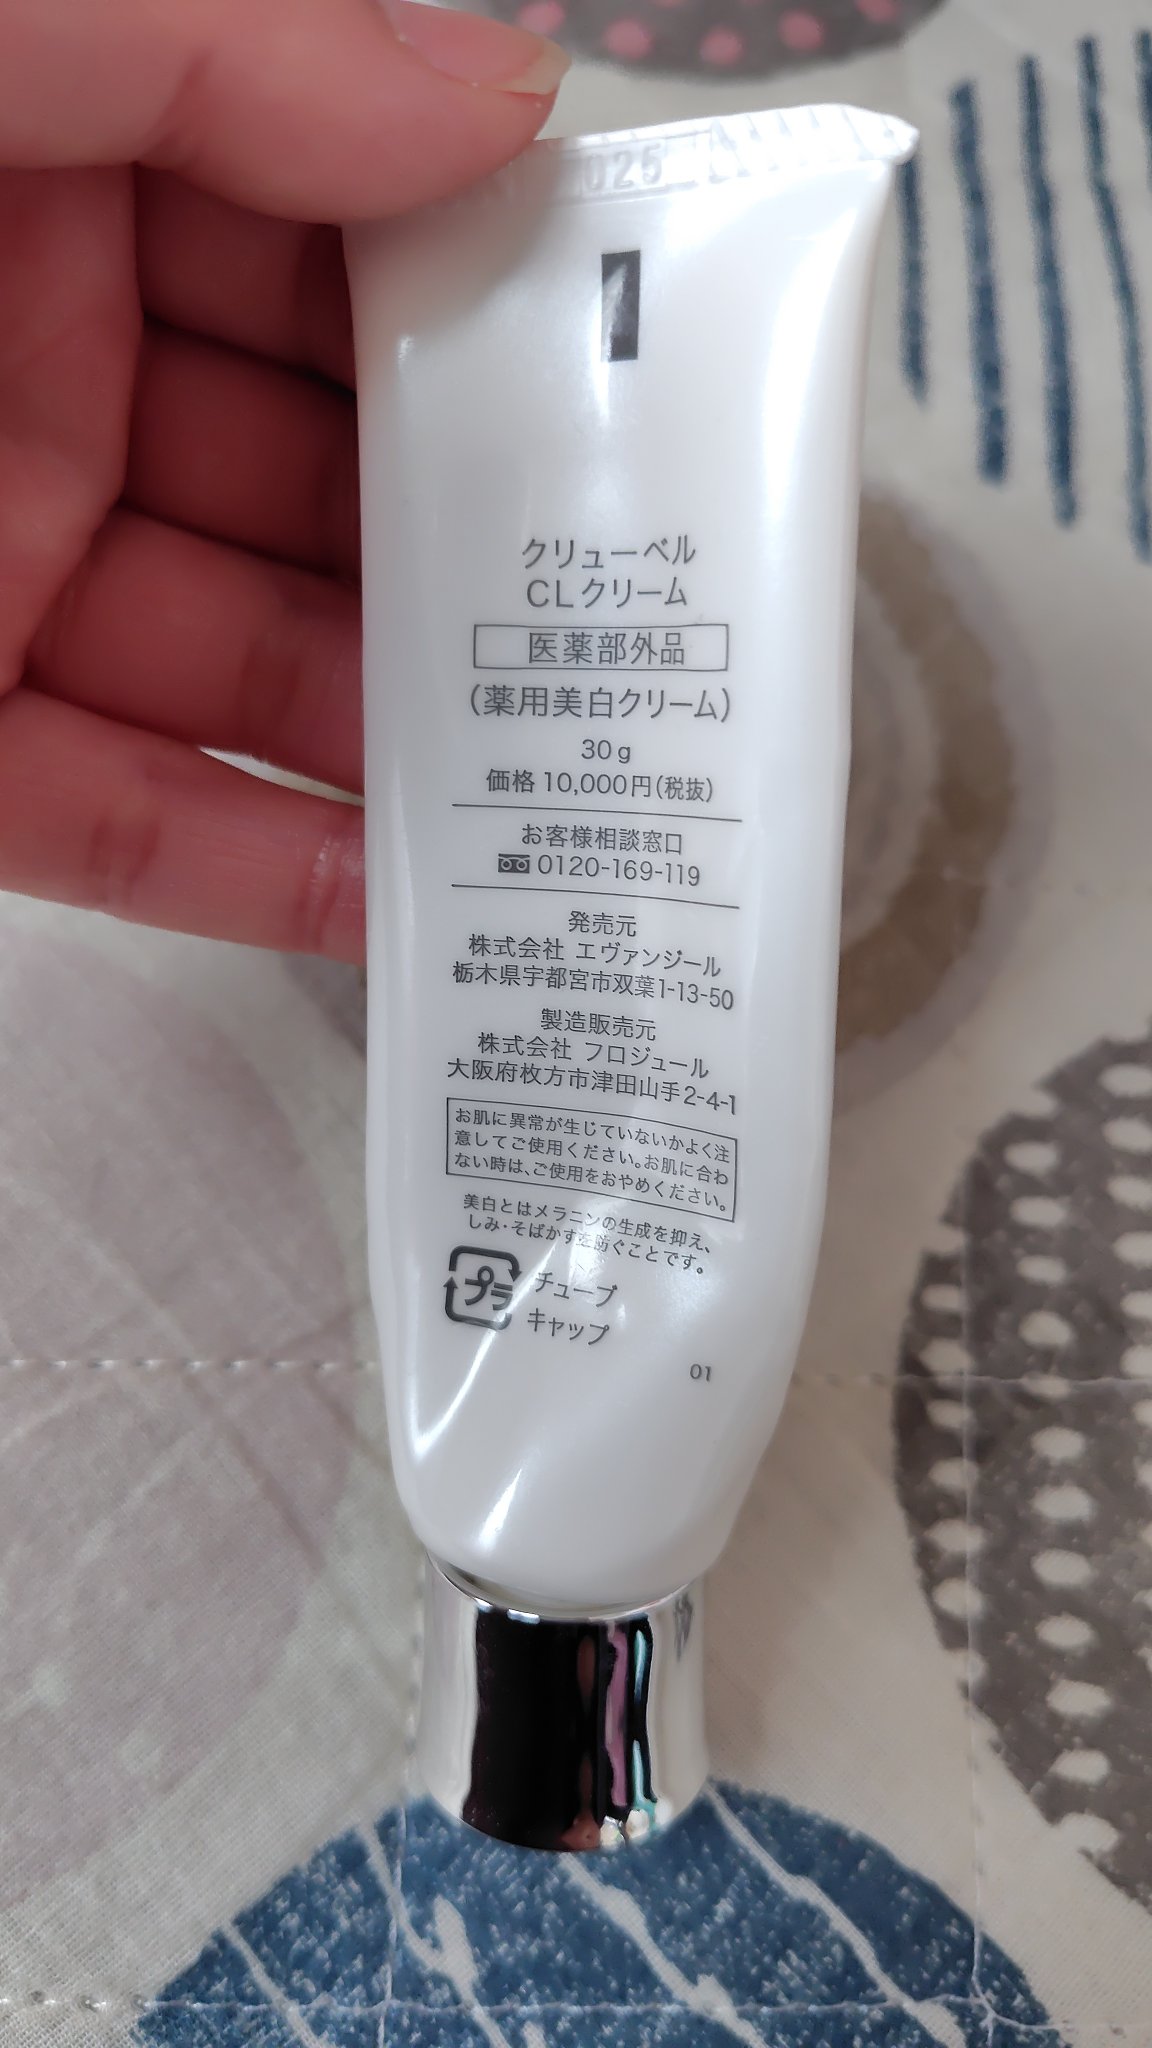 025
クリューベル
CLクリーム
医薬部外品
(薬用美白クリーム)
30g
価格 10,000円(税抜)
お客様相談窓口
0120-169-119
発売元
株式会社 エヴァンジール
栃木県宇都宮市双葉1-13-50
製造販売元
株式会社 フロジュール
大阪府枚方市津田山手2-4-1
お肌に異常が生じていないかよく注
意してご使用ください。お肌に合わ
ない時は、ご使用をおやめください。
美白とはメラニンの生成を抑え、
しみ・そばかすを防ぐことです。
プラ チューブ
キャップ
01